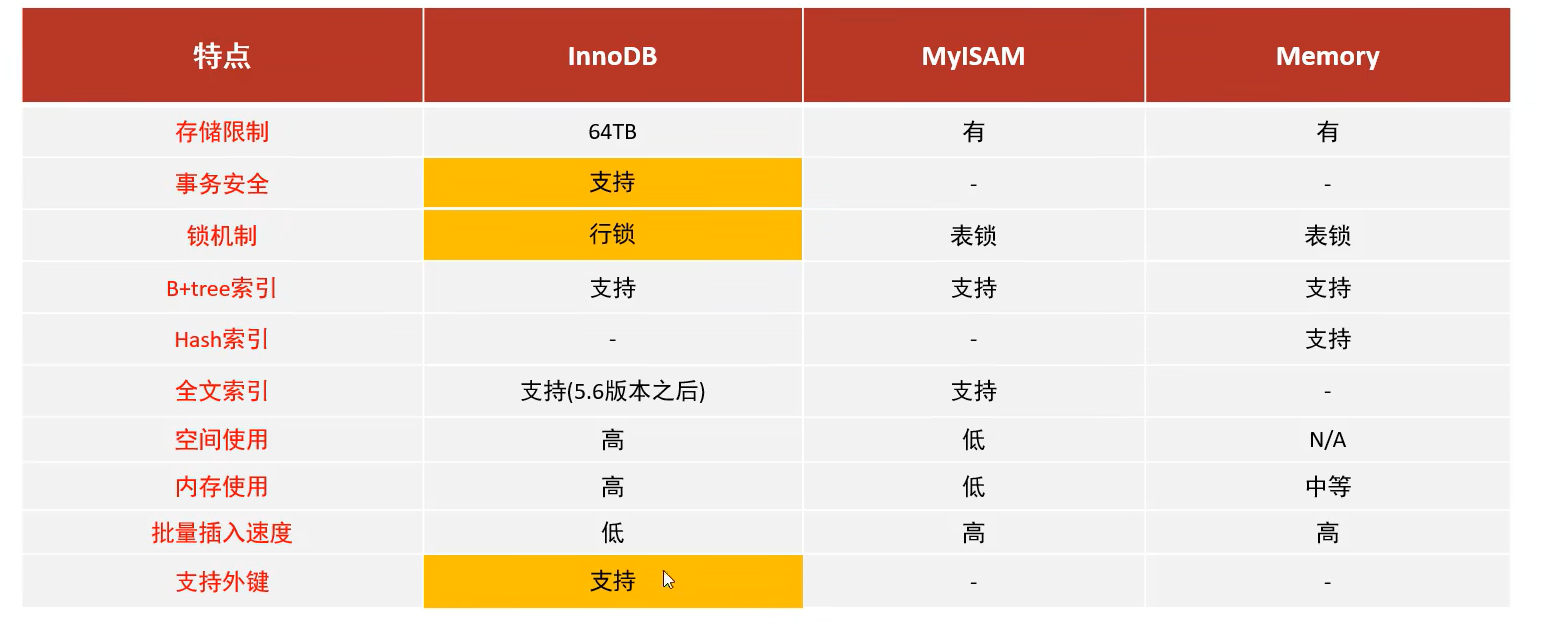 特点 InnoDB MyISAM Memory
存储限制 64TB 有 有
事务安全 支持 - -
锁机制 行锁 表锁 表锁
B+tree索引 支持 支持 支持
Hash索引 - - 支持
全文索引 支持(5.6版本之后) 支持 -
空间使用 高 低 N/A
内存使用 高 低 中等
批量插入速度 低 高 高
支持外键 支持 - -